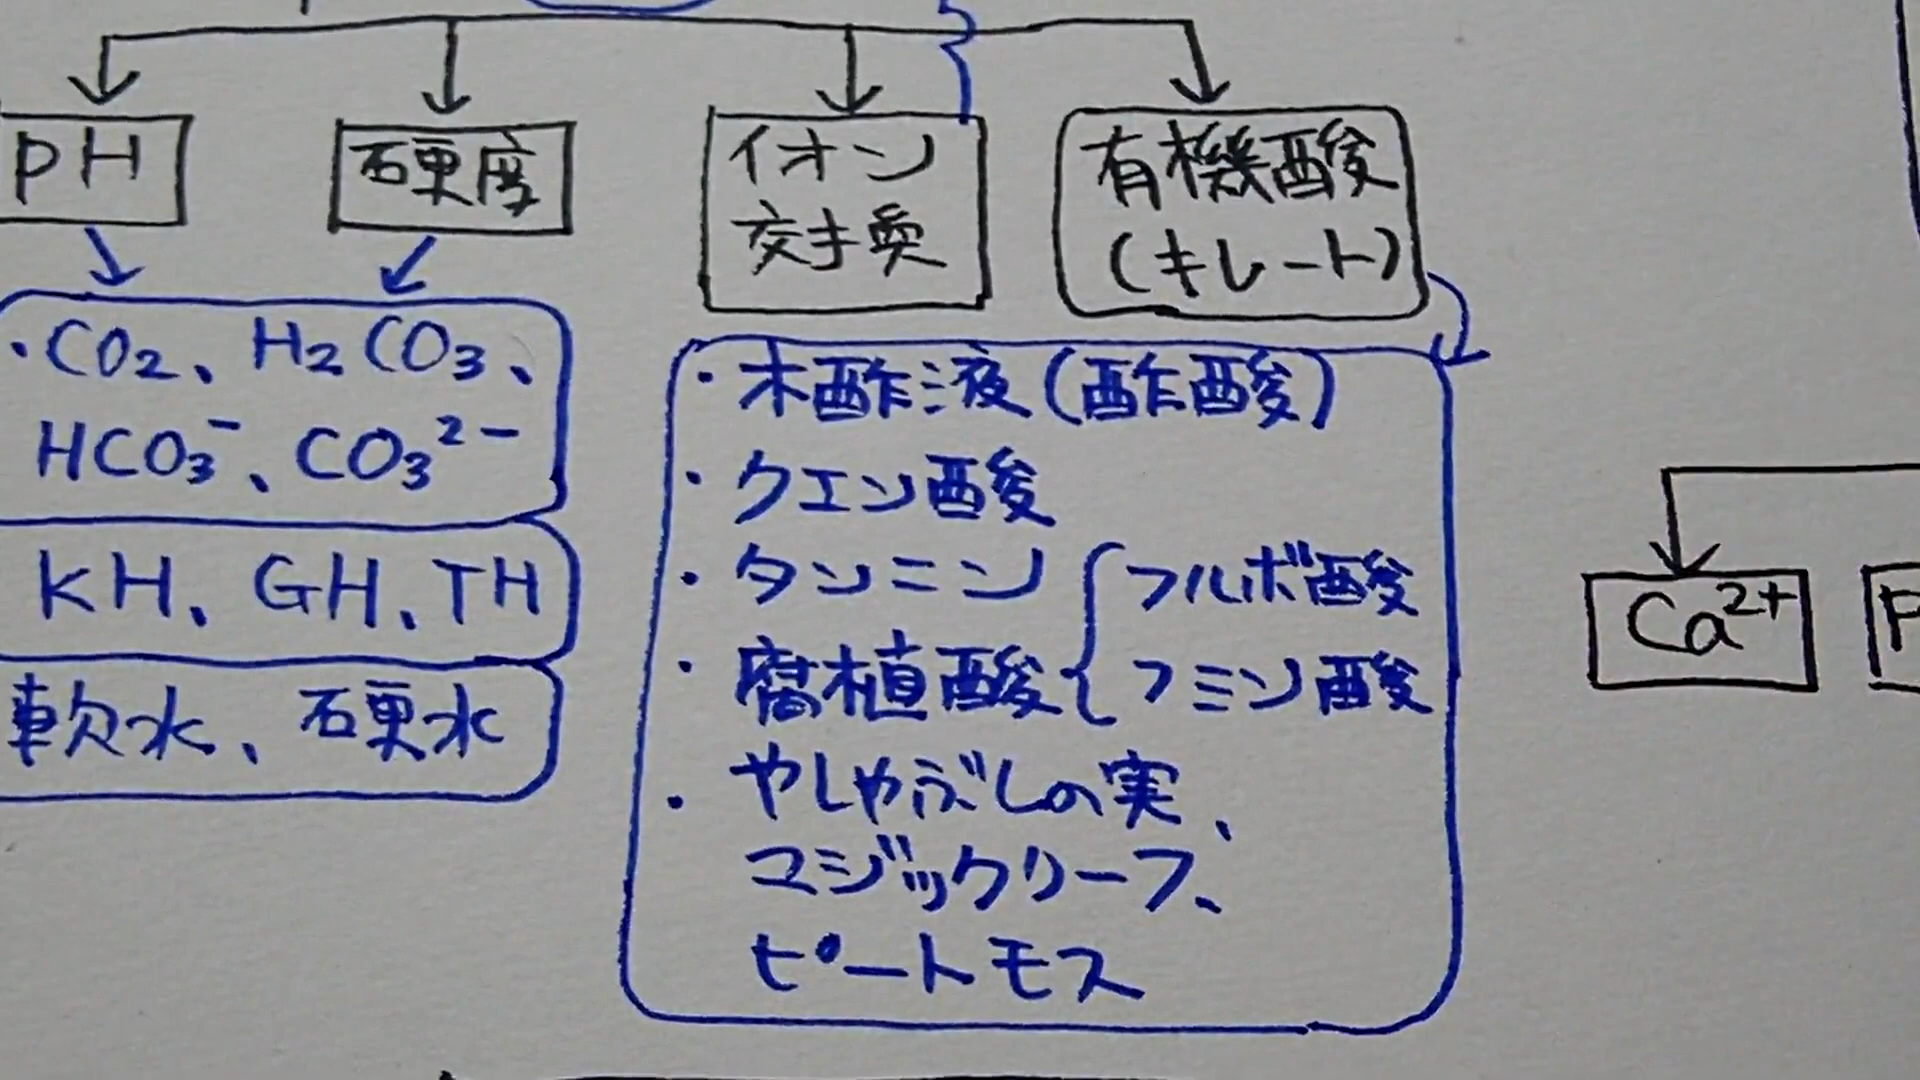 PH
硬度
イオン
交換
有機酸
(キレート)
・CO2、H2CO3、
HCO3⁻、CO3²⁻
KH、GH、TH
軟水、硬水
・木酢液(酢酸)
・クエン酸
・タンニン
・腐植酸{フルボ酸
フミン酸
・やしゃぶしの実、
マジックリーフ、
ピートモス
Ca²⁺